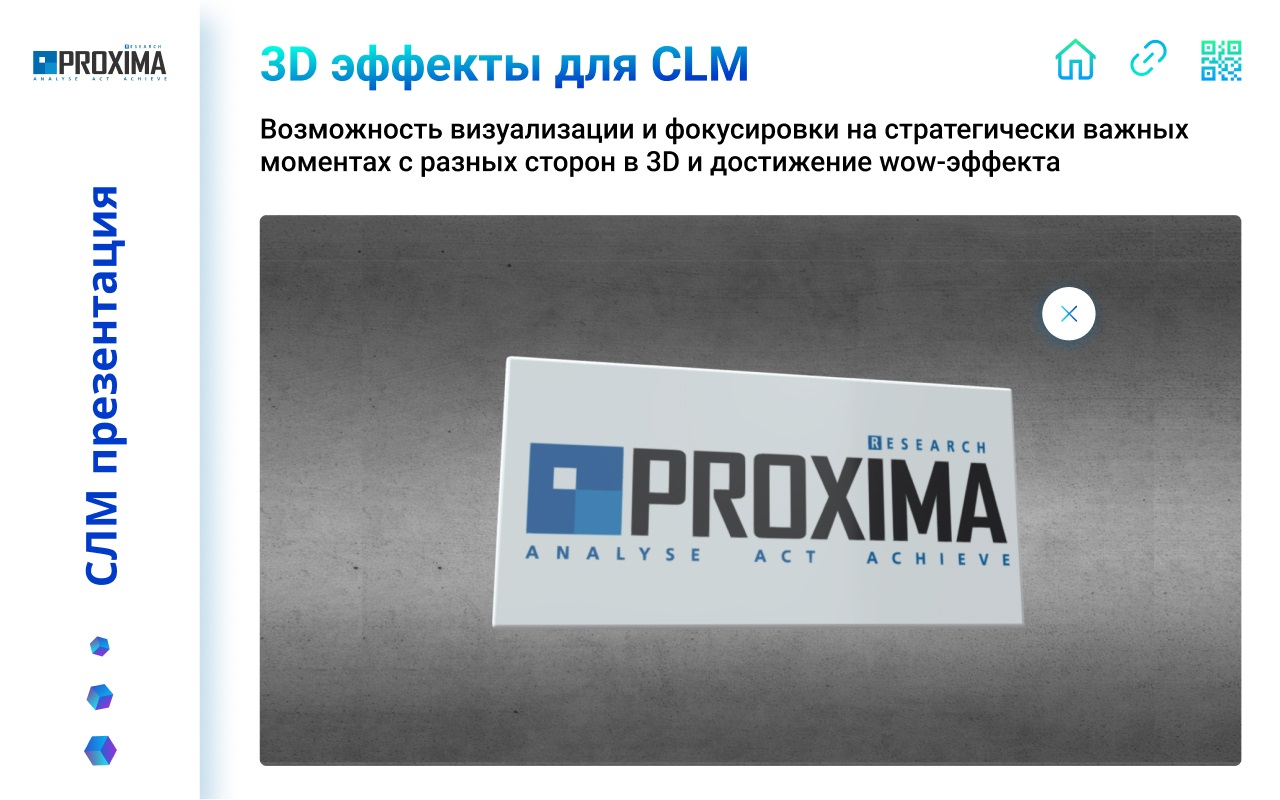 RESEARCH
PROXIMA
ANALYSE ACT ACHIEVE
СЛМ презентация
3D эффекты для CLM
Возможность визуализации и фокусировки на стратегически важных
моментах с разных сторон в 3D и достижение wow-эффекта
RESEARCH
PROXIMA
ANALYSE ACT ACHIEVE